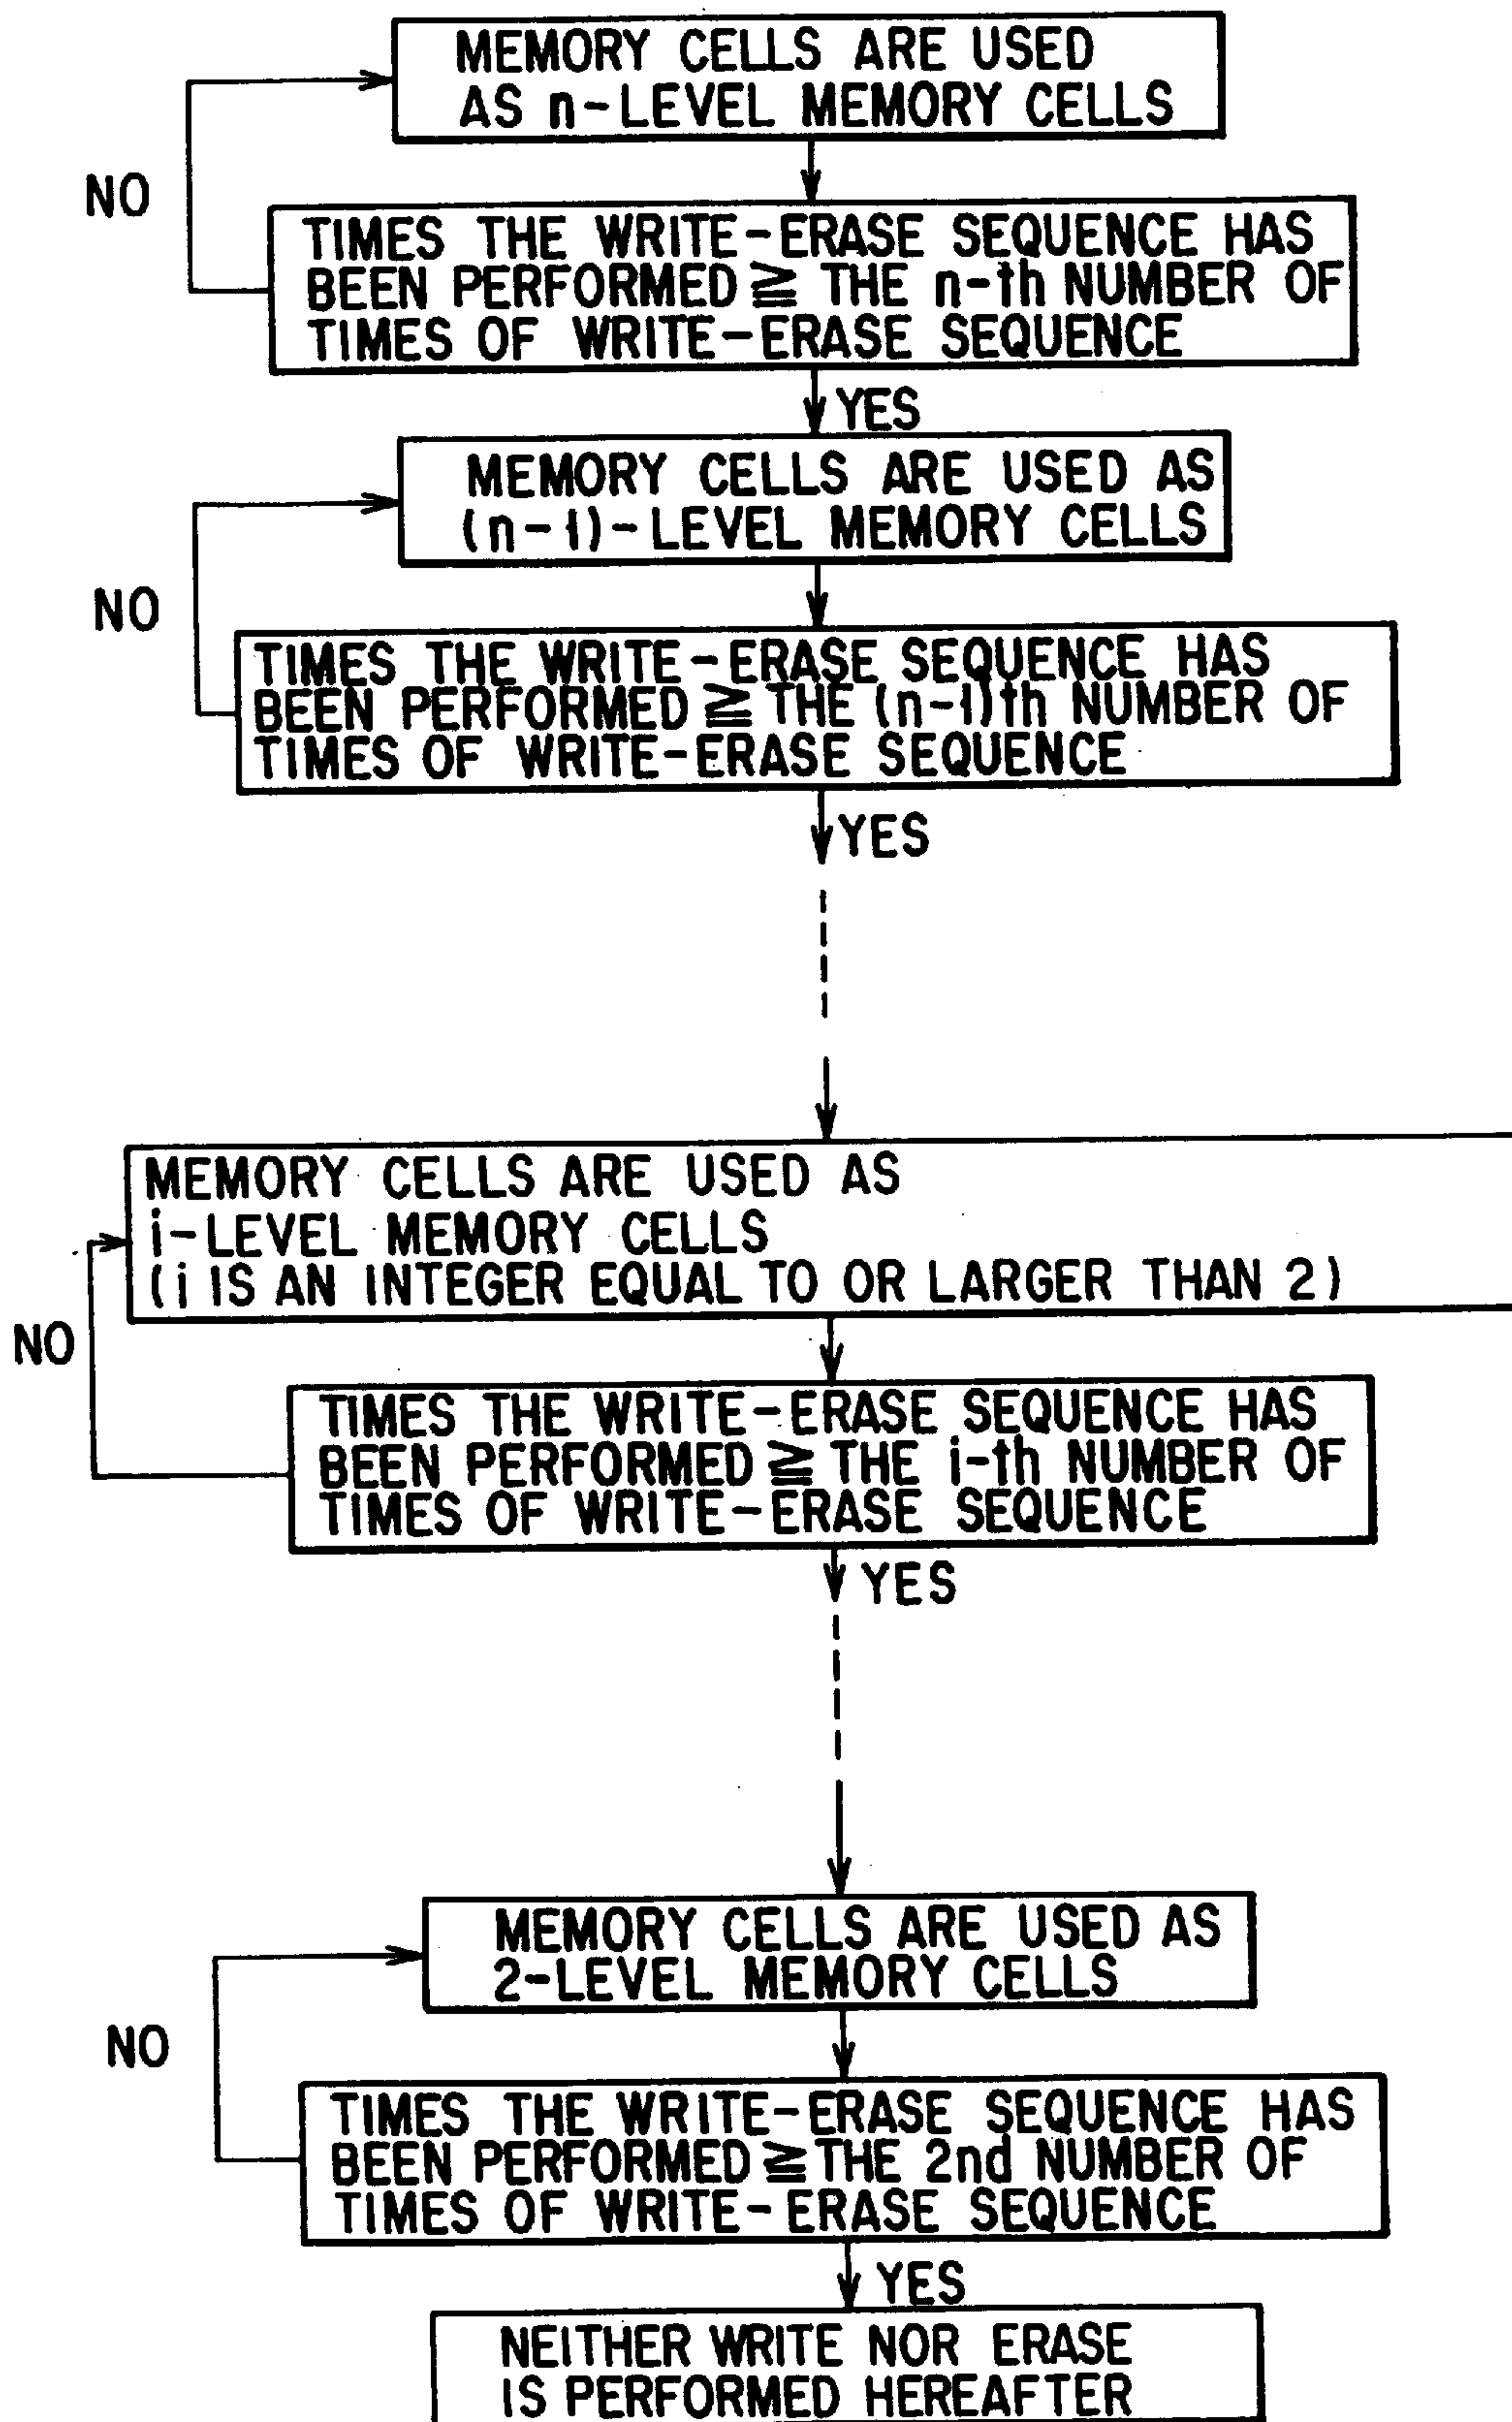 MEMORY CELLS ARE USED
AS n-LEVEL MEMORY CELLS
NO
TIMES THE WRITE-ERASE SEQUENCE HAS
BEEN PERFORMED ≧ THE n-th NUMBER OF
TIMES OF WRITE-ERASE SEQUENCE
YES
MEMORY CELLS ARE USED AS
(n-1)-LEVEL MEMORY CELLS
NO
TIMES THE WRITE-ERASE SEQUENCE HAS
BEEN PERFORMED ≧ THE (n-1)th NUMBER OF
TIMES OF WRITE-ERASE SEQUENCE
YES
MEMORY CELLS ARE USED AS
i-LEVEL MEMORY CELLS
(i IS AN INTEGER EQUAL TO OR LARGER THAN 2)
NO
TIMES THE WRITE-ERASE SEQUENCE HAS
BEEN PERFORMED ≧ THE i-th NUMBER OF
TIMES OF WRITE-ERASE SEQUENCE
YES
MEMORY CELLS ARE USED AS
2-LEVEL MEMORY CELLS
NO
TIMES THE WRITE-ERASE SEQUENCE HAS
BEEN PERFORMED ≧ THE 2nd NUMBER OF
TIMES OF WRITE-ERASE SEQUENCE
YES
NEITHER WRITE NOR ERASE
IS PERFORMED HEREAFTER